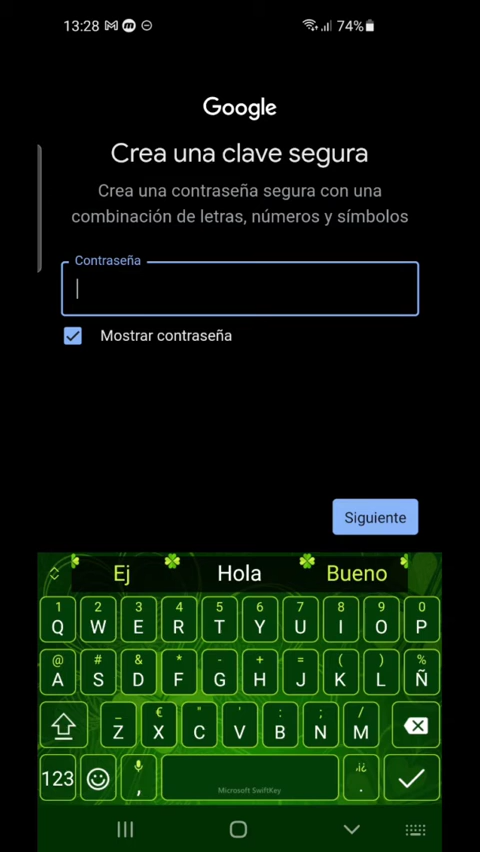 13:28 74%
Google
Crea una clave segura
Crea una contraseña segura con una
combinación de letras, números y símbolos
Contraseña
Mostrar contraseña
Siguiente
Ej Hola Bueno
1 2 3 4 5 6 7 8 9 0
Q W E R T Y U I O P
@ # & * - + = ( ) %
A S D F G H J K L Ñ
_ € " ' : ; /
Z X C V B N M
123 , Microsoft SwiftKey .